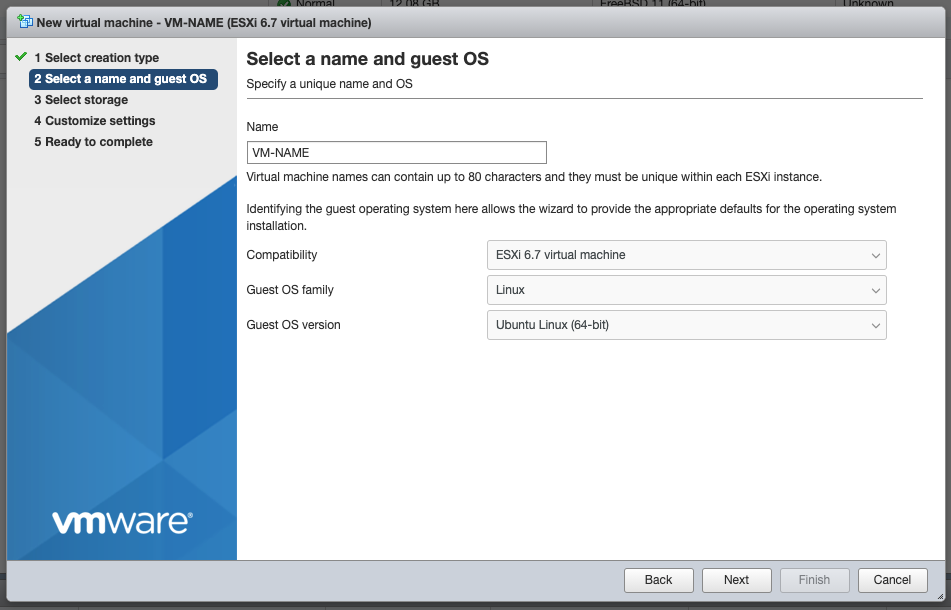 Normal 12.08 GB FreeBSD 11 (64-bit) Unknown
New virtual machine - VM-NAME (ESXi 6.7 virtual machine)
1 Select creation type
2 Select a name and guest OS
3 Select storage
4 Customize settings
5 Ready to complete
vmware®
Select a name and guest OS
Specify a unique name and OS
Name
VM-NAME
Virtual machine names can contain up to 80 characters and they must be unique within each ESXi instance.
Identifying the guest operating system here allows the wizard to provide the appropriate defaults for the operating system
installation.
Compatibility ESXi 6.7 virtual machine
Guest OS family Linux
Guest OS version Ubuntu Linux (64-bit)
Back Next Finish Cancel